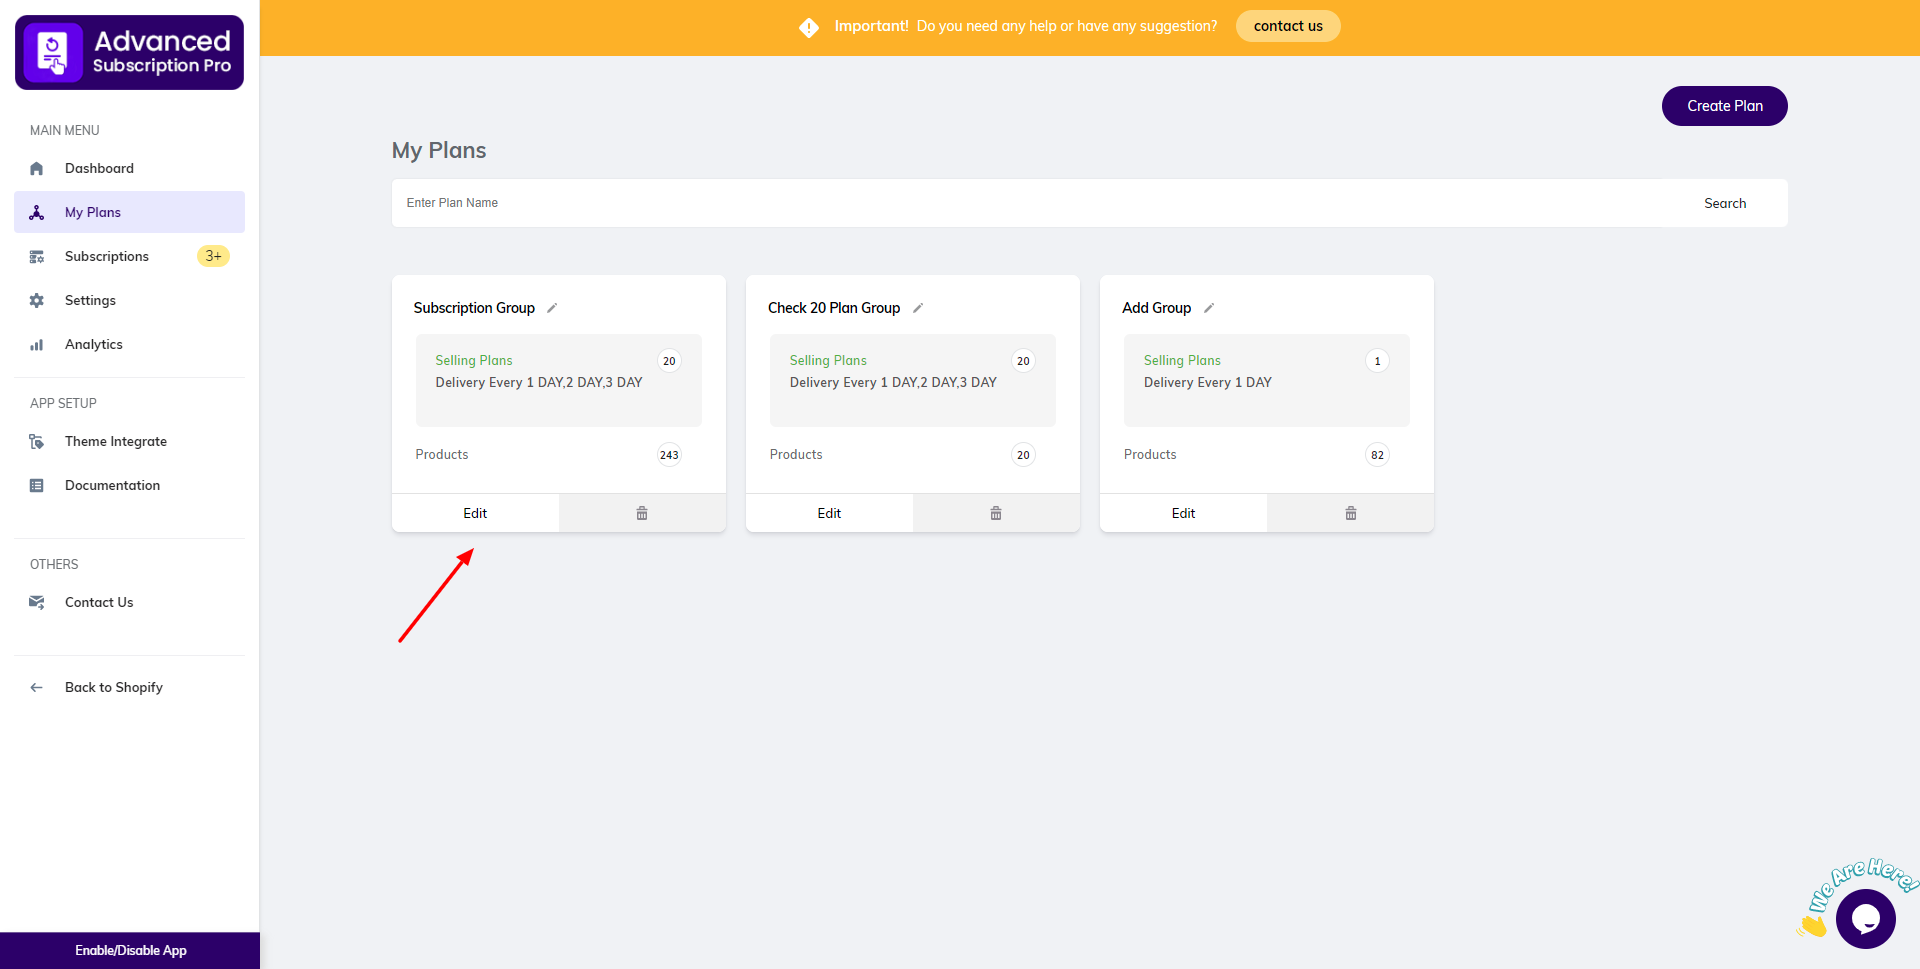 Advanced
Subscription Pro
Important! Do you need any help or have any suggestion? contact us
MAIN MENU
Dashboard
My Plans
Subscriptions 3+
Settings
Analytics
APP SETUP
Theme Integrate
Documentation
OTHERS
Contact Us
Back to Shopify
Enable/Disable App
Create Plan
My Plans
Enter Plan Name Search
Subscription Group
Selling Plans 20
Delivery Every 1 DAY,2 DAY,3 DAY
Products 243
Edit
Check 20 Plan Group
Selling Plans 20
Delivery Every 1 DAY,2 DAY,3 DAY
Products 20
Edit
Add Group
Selling Plans 1
Delivery Every 1 DAY
Products 82
Edit
We Are Here!